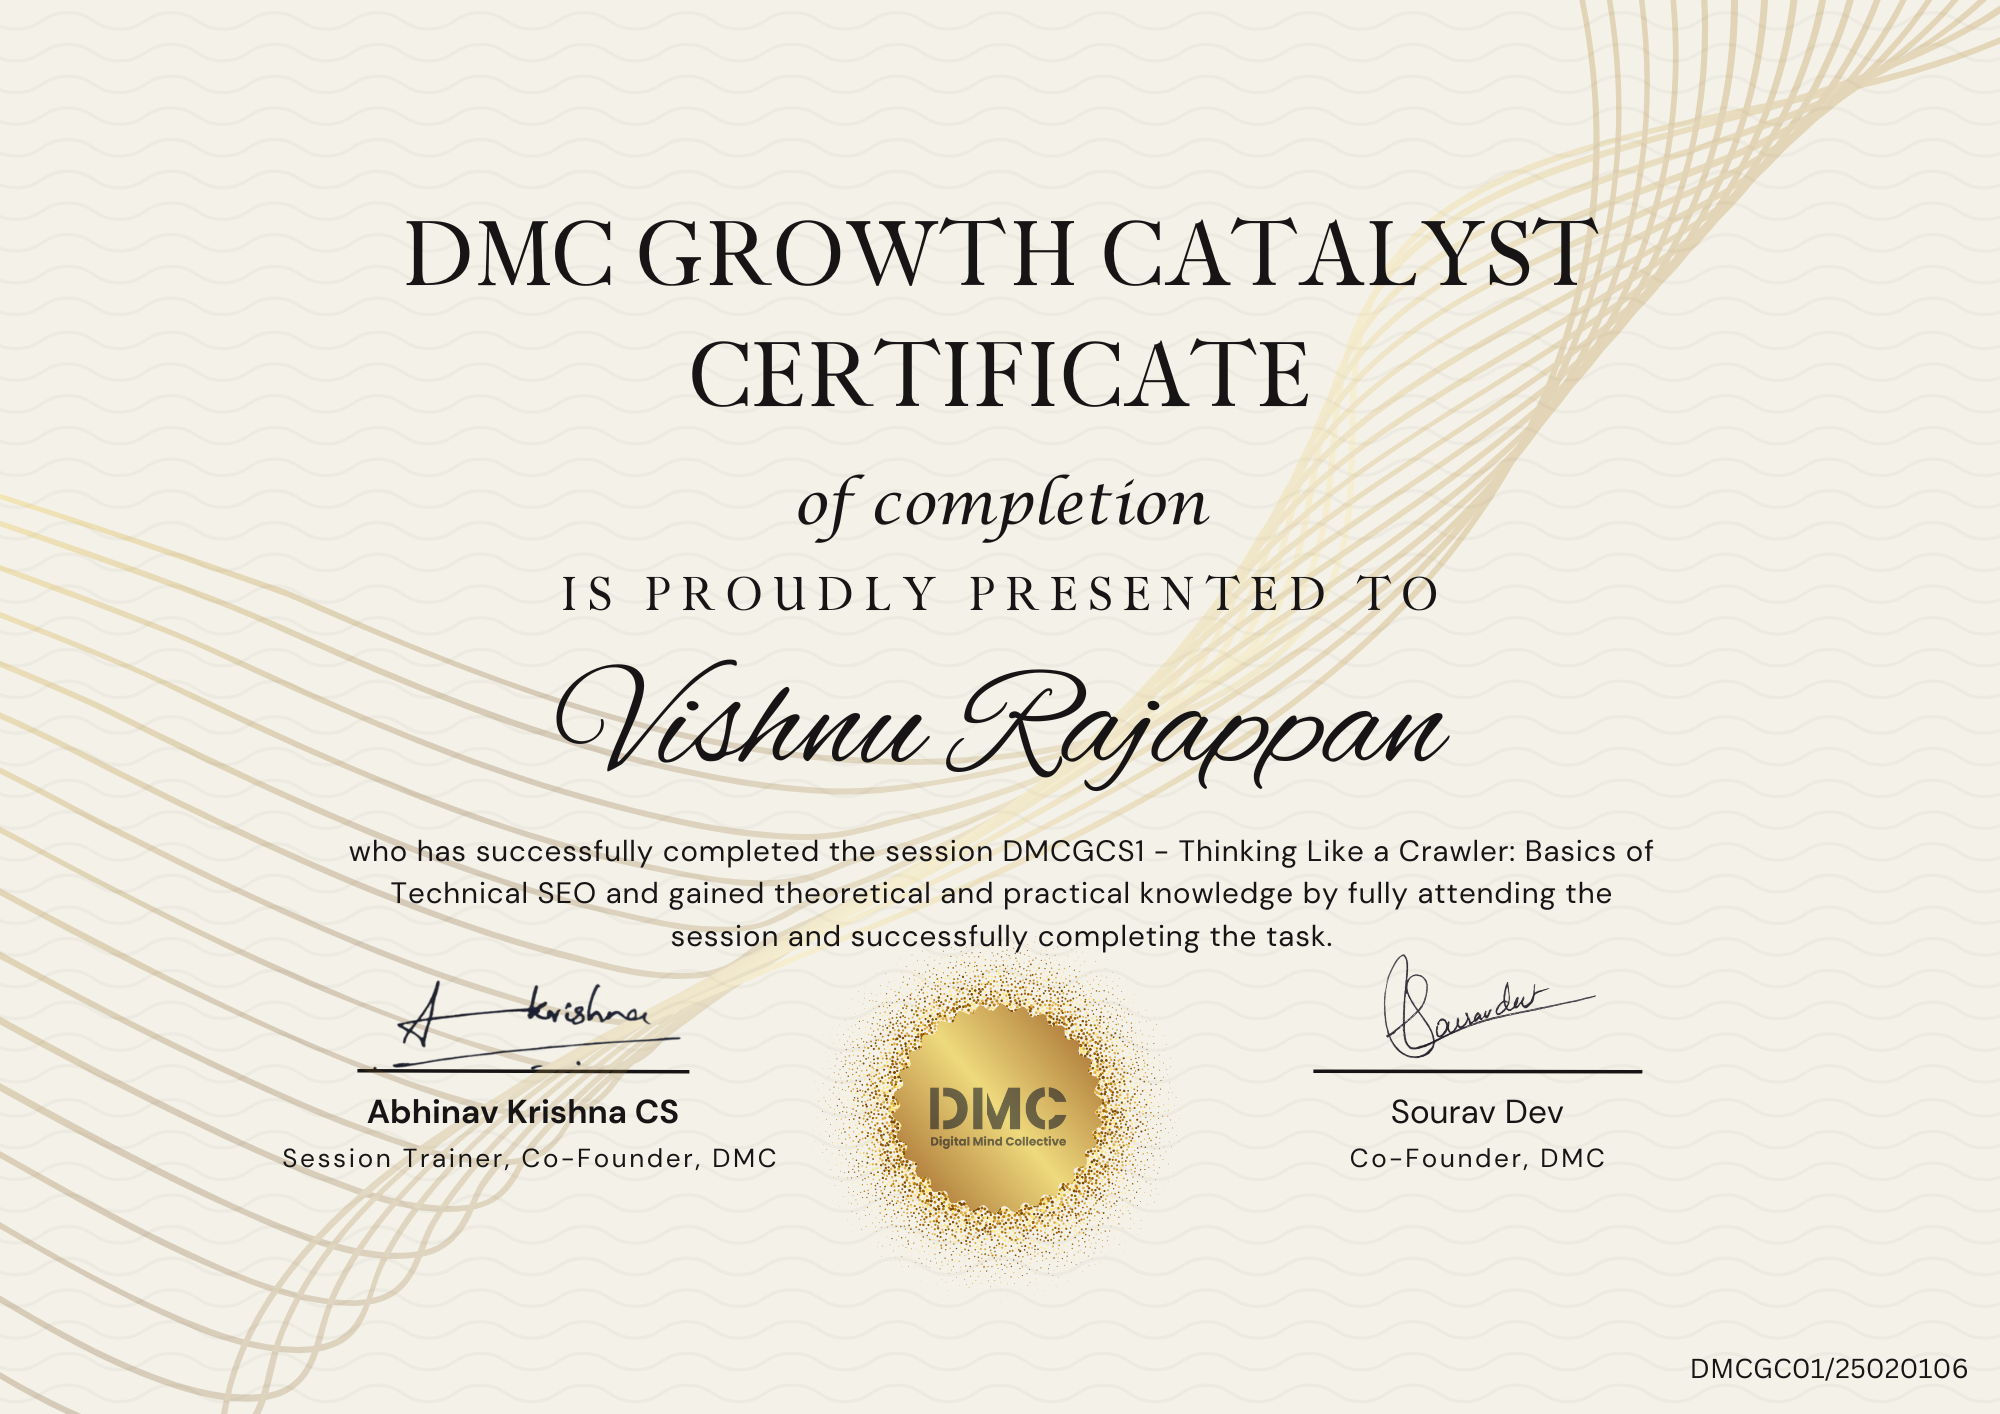 DMC GROWTH CATALYST
CERTIFICATE
of completion
IS PROUDLY PRESENTED TO
Vishnu Rajappan
who has successfully completed the session DMCGCS1 – Thinking Like a Crawler: Basics of
Technical SEO and gained theoretical and practical knowledge by fully attending the
session and successfully completing the task.
A krishna
Souravdev
Abhinav Krishna CS
Session Trainer, Co-Founder, DMC
DMC
Digital Mind Collective
Sourav Dev
Co-Founder, DMC
DMCGC01/25020106